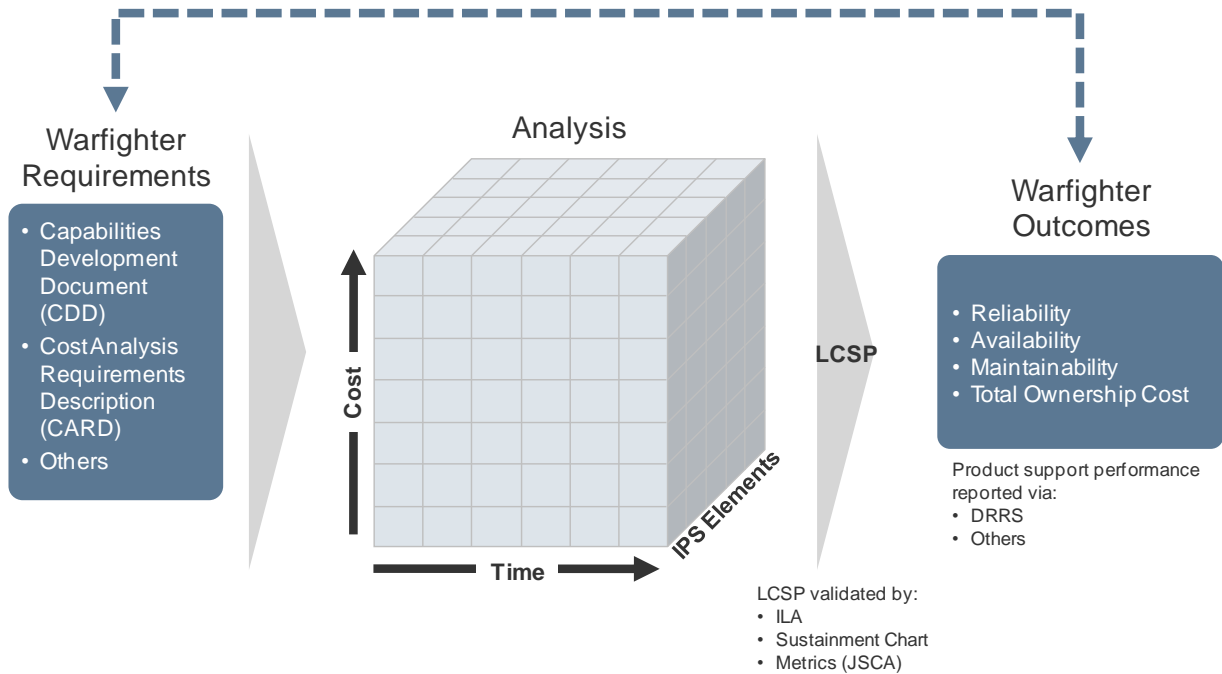 Warfighter
Requirements
• Capabilities
Development
Document
(CDD)
• Cost Analysis
Requirements
Description
(CARD)
• Others
Analysis
Cost
Time
IPS Elements
LCSP
LCSP validated by:
• ILA
• Sustainment Chart
• Metrics (JSCA)
Warfighter
Outcomes
• Reliability
• Availability
• Maintainability
• Total Ownership Cost
Product support performance
reported via:
• DRRS
• Others